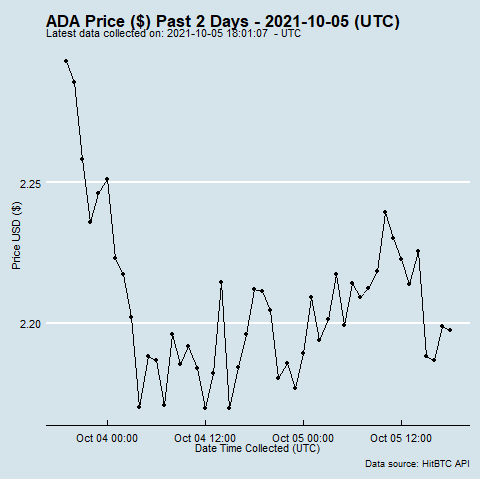 ADA Price ($) Past 2 Days - 2021-10-05 (UTC)
Latest data collected on: 2021-10-05 18:01:07 - UTC
2.25
Price USD ($)
2.20
Oct 04 00:00 Oct 04 12:00 Oct 05 00:00 Oct 05 12:00
Date Time Collected (UTC)
Data source: HitBTC API